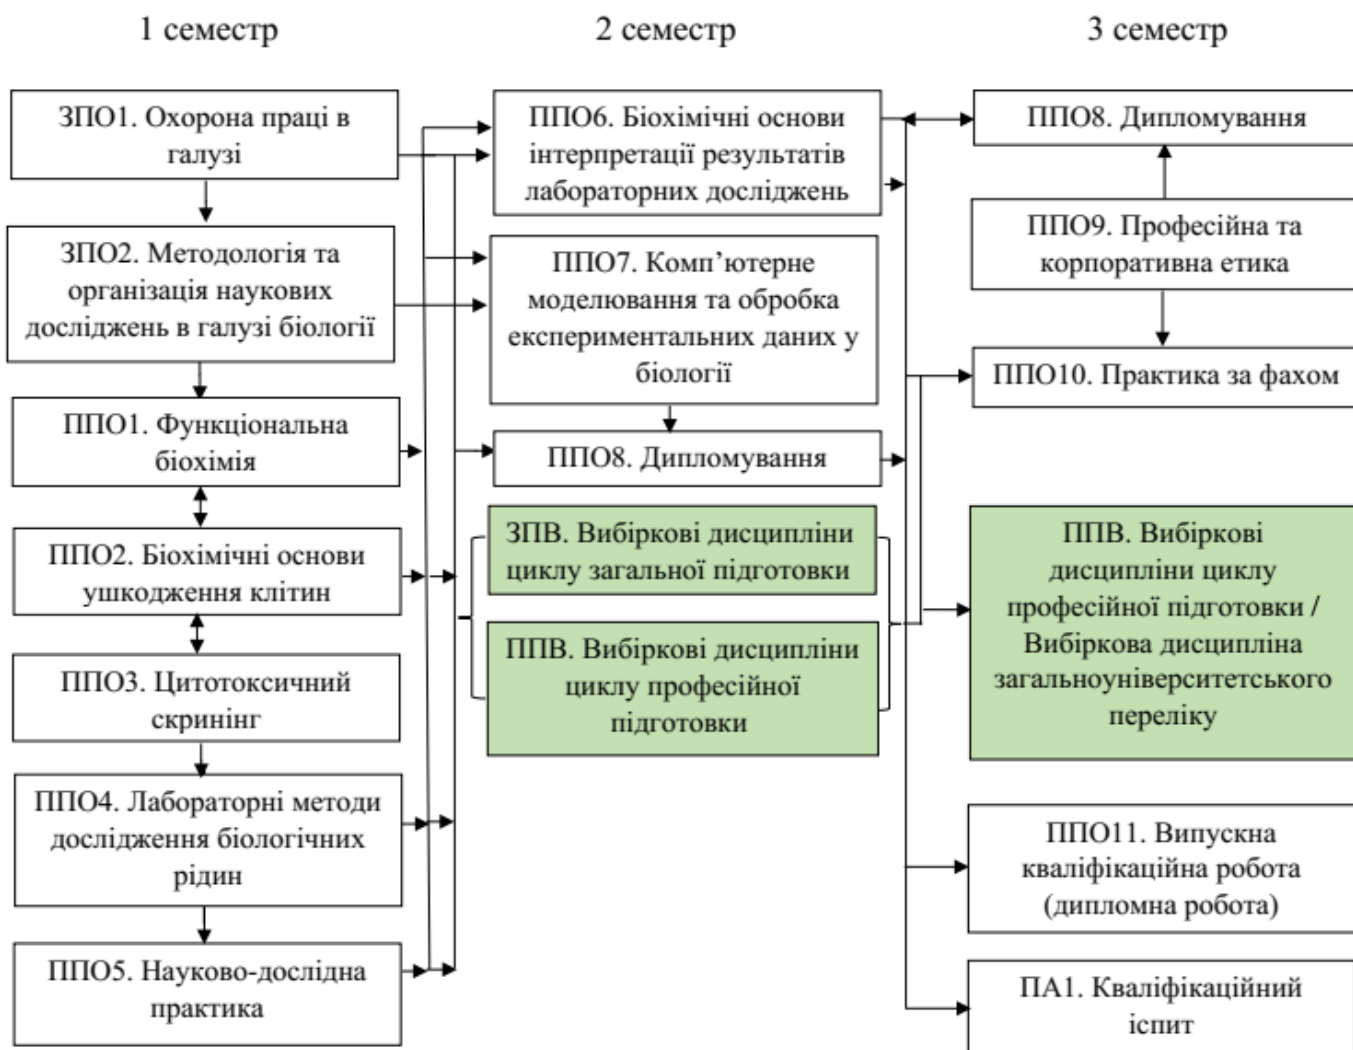 1 семестр
2 семестр
3 семестр
ЗПО1. Охорона праці в
галузі
ЗПО2. Методологія та
організація наукових
досліджень в галузі біології
ППО1. Функціональна
біохімія
ППО2. Біохімічні основи
ушкодження клітин
ППО3. Цитотоксичний
скринінг
ППО4. Лабораторні методи
дослідження біологічних
рідин
ППО5. Науково-дослідна
практика
ППО6. Біохімічні основи
інтерпретації результатів
лабораторних досліджень
ППО7. Комп’ютерне
моделювання та обробка
експериментальних даних у
біології
ППО8. Дипломування
ЗПВ. Вибіркові дисципліни
циклу загальної підготовки
ППВ. Вибіркові дисципліни
циклу професійної
підготовки
ППО8. Дипломування
ППО9. Професійна та
корпоративна етика
ППО10. Практика за фахом
ППВ. Вибіркові
дисципліни циклу
професійної підготовки /
Вибіркова дисципліна
загальноуніверситетського
переліку
ППО11. Випускна
кваліфікаційна робота
(дипломна робота)
ПА1. Кваліфікаційний
іспит